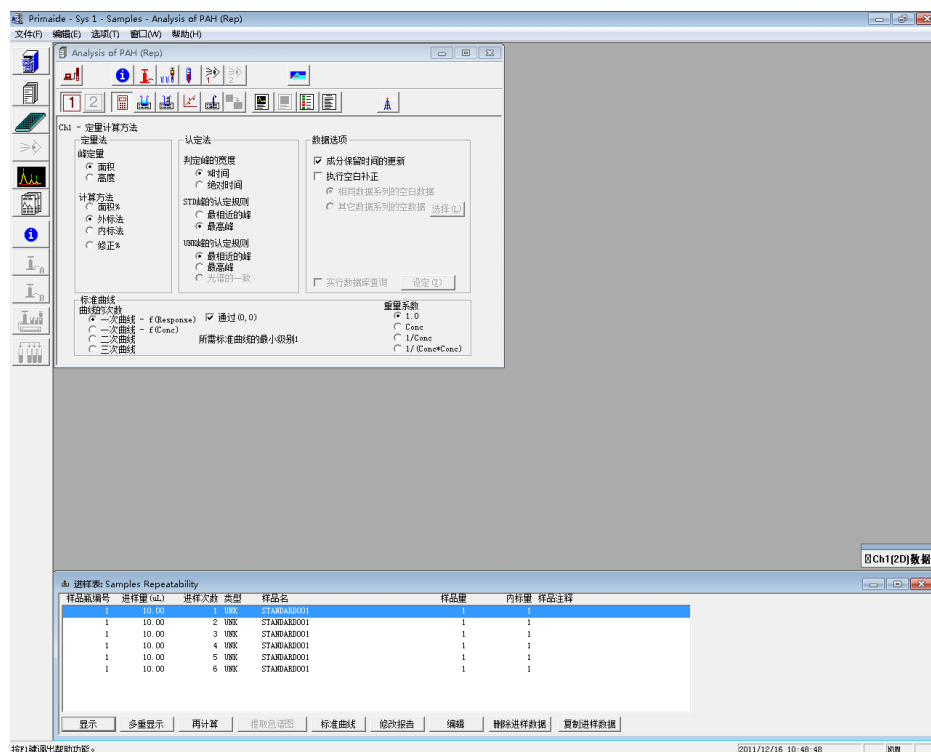 Primaide - Sys 1 - Samples - Analysis of PAH (Rep)
文件(F) 编辑(E) 选项(T) 窗口(W) 帮助(H)
Analysis of PAH (Rep)
1 2
1 2
Ch1 - 定量计算方法
定量法
峰定量
面积
高度
计算方法
面积%
外标法
内标法
修正%
认定法
判定峰的宽度
%时间
绝对时间
STD峰的认定规则
最相近的峰
最高峰
UNK峰的认定规则
最相近的峰
最高峰
光谱的一致
数据选项
成分保留时间的更新
执行空白补正
相同数据系列的空白数据
其它数据系列的空数据 选择(L)
实行数据库查询 设定(I)
标准曲线
曲线的次数
一次曲线 - f(Response) 通过(0,0)
一次曲线 - f(Conc)
二次曲线 所需标准曲线的最小级别1
三次曲线
重量系数
1.0
Conc
1/Conc
1/(Conc*Conc)
A
B
Ch1(2D)数据
进样表: Samples Repeatability
样品瓶编号 进样量(uL) 进样次数 类型 样品名 样品量 内标量 样品注释
1 10.00 1 UNK STANDARD001 1 1
1 10.00 2 UNK STANDARD001 1 1
1 10.00 3 UNK STANDARD001 1 1
1 10.00 4 UNK STANDARD001 1 1
1 10.00 5 UNK STANDARD001 1 1
1 10.00 6 UNK STANDARD001 1 1
显示 多重显示 再计算 提取色谱图 标准曲线 修改报告 编辑 删除进样数据 复制进样数据
按F1键调出帮助功能。 2011/12/16 10:48:48 NUM